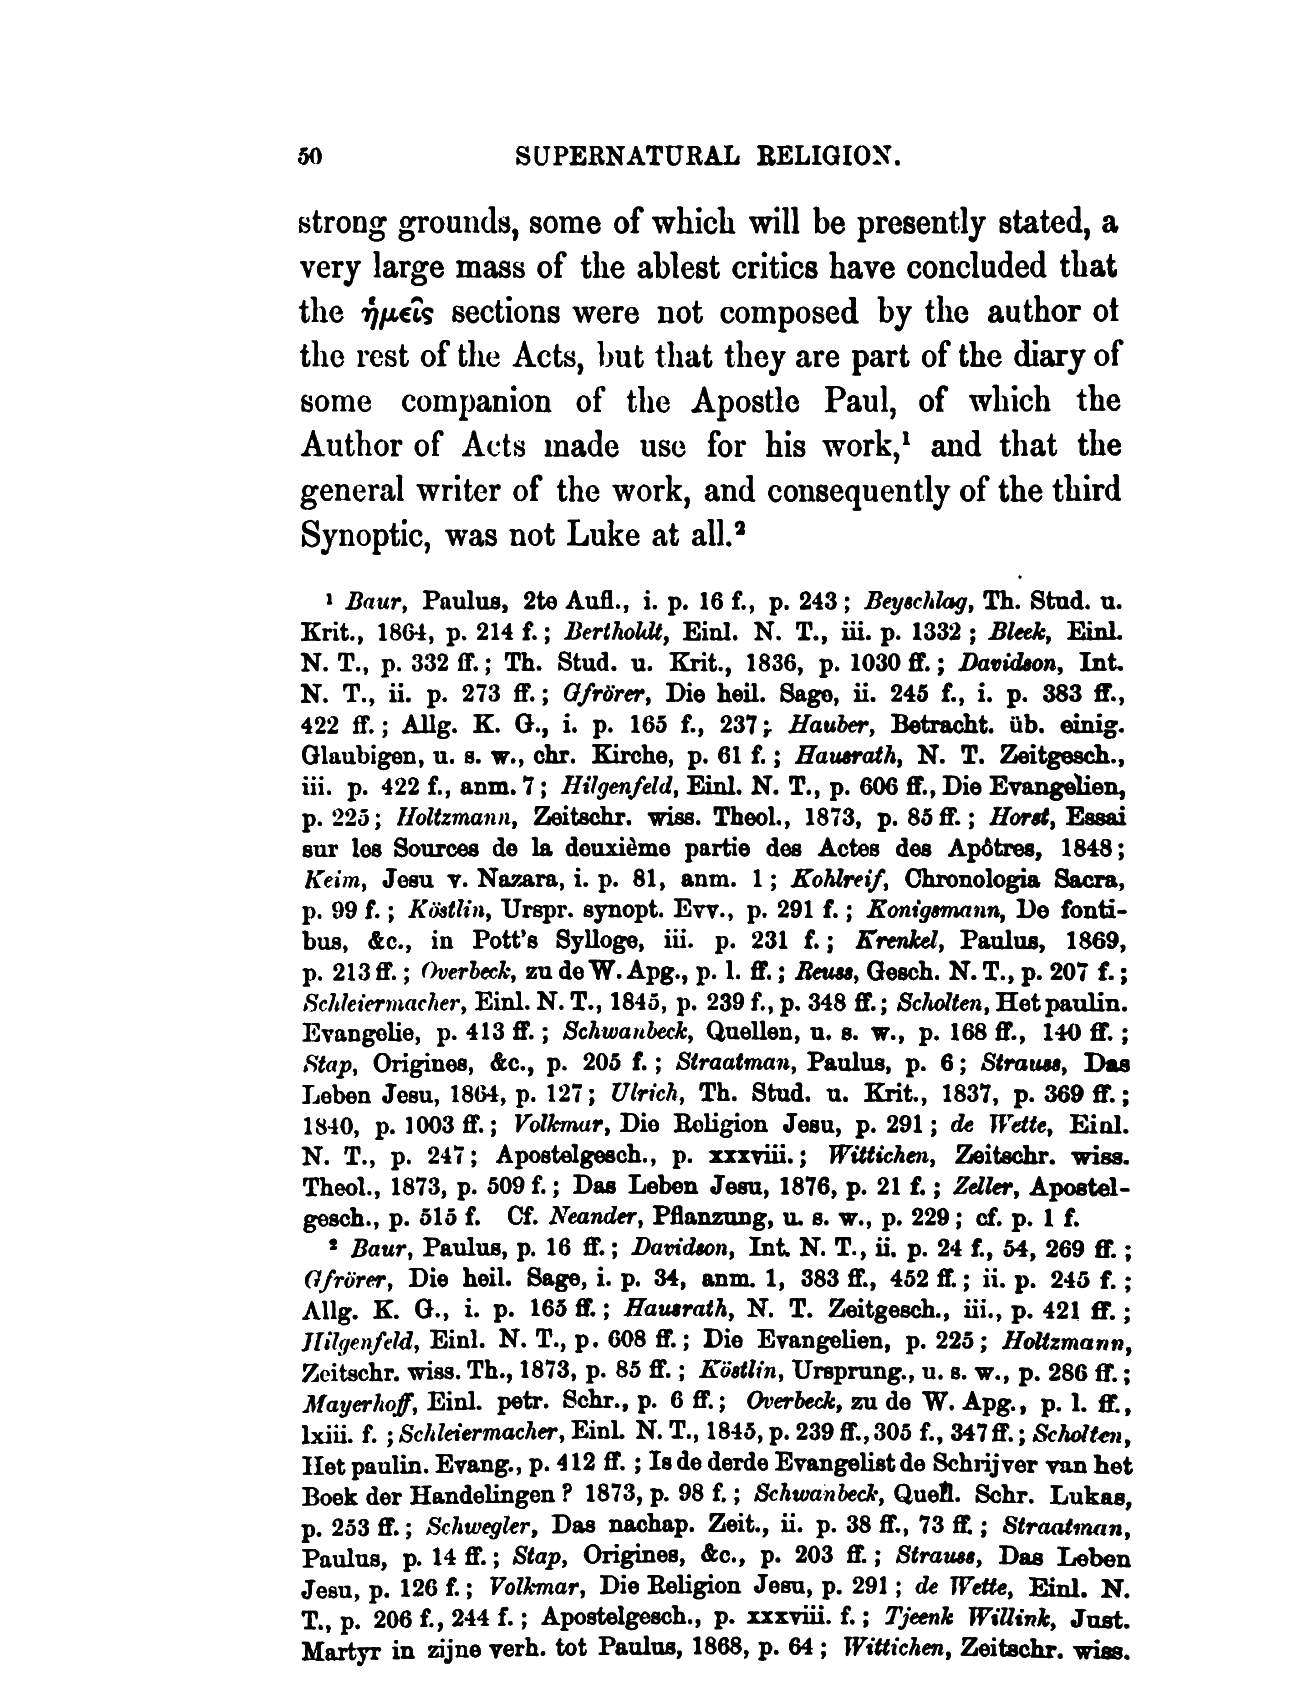 50 SUPERNATURAL RELIGION.
strong grounds, some of which will be presently stated, a
very large mass of the ablest critics have concluded that
the ἡμεῖς sections were not composed by the author of
the rest of the Acts, but that they are part of the diary of
some companion of the Apostle Paul, of which the
Author of Acts made use for his work,¹ and that the
general writer of the work, and consequently of the third
Synoptic, was not Luke at all.²
¹ Baur, Paulus, 2te Aufl., i. p. 16 f., p. 243; Beyschlag, Th. Stud. u.
Krit., 1864, p. 214 f.; Bertholdt, Einl. N. T., iii. p. 1332; Bleek, Einl.
N. T., p. 332 ff.; Th. Stud. u. Krit., 1836, p. 1030 ff.; Davidson, Int.
N. T., ii. p. 273 ff.; Gfrörer, Die heil. Sage, ii. 245 f., i. p. 383 ff.,
422 ff.; Allg. K. G., i. p. 165 f., 237; Hauber, Betracht. üb. einig.
Glaubigen, u. s. w., chr. Kirche, p. 61 f.; Hausrath, N. T. Zeitgesch.,
iii. p. 422 f., anm. 7; Hilgenfeld, Einl. N. T., p. 606 ff., Die Evangelien,
p. 225; Holtzmann, Zeitschr. wiss. Theol., 1873, p. 85 ff.; Horst, Essai
sur les Sources de la deuxième partie des Actes des Apôtres, 1848;
Keim, Jesu v. Nazara, i. p. 81, anm. 1; Kohlreif, Chronologia Sacra,
p. 99 f.; Köstlin, Urspr. synopt. Evv., p. 291 f.; Konigsmann, De fonti-
bus, &c., in Pott's Sylloge, iii. p. 231 f.; Krenkel, Paulus, 1869,
p. 213 ff.; Overbeck, zu de W. Apg., p. l. ff.; Reuss, Gesch. N. T., p. 207 f.;
Schleiermacher, Einl. N. T., 1845, p. 239 f., p. 348 ff.; Scholten, Het paulin.
Evangelie, p. 413 ff.; Schwanbeck, Quellen, u. s. w., p. 168 ff., 140 ff.;
Stap, Origines, &c., p. 205 f.; Straatman, Paulus, p. 6; Strauss, Das
Leben Jesu, 1864, p. 127; Ulrich, Th. Stud. u. Krit., 1837, p. 369 ff.;
1840, p. 1003 ff.; Volkmar, Die Religion Jesu, p. 291; de Wette, Einl.
N. T., p. 247; Apostelgesch., p. xxxviii.; Wittichen, Zeitschr. wiss.
Theol., 1873, p. 509 f.; Das Leben Jesu, 1876, p. 21 f.; Zeller, Apostel-
gesch., p. 515 f. Cf. Neander, Pflanzung, u. s. w., p. 229; cf. p. 1 f.
² Baur, Paulus, p. 16 ff.; Davidson, Int. N. T., ii. p. 24 f., 54, 269 ff.;
Gfrörer, Die heil. Sage, i. p. 34, anm. 1, 383 ff., 452 ff.; ii. p. 245 f.;
Allg. K. G., i. p. 165 ff.; Hausrath, N. T. Zeitgesch., iii., p. 421 ff.;
Hilgenfeld, Einl. N. T., p. 608 ff.; Die Evangelien, p. 225; Holtzmann,
Zeitschr. wiss. Th., 1873, p. 85 ff.; Köstlin, Ursprung., u. s. w., p. 286 ff.;
Mayerhoff, Einl. petr. Schr., p. 6 ff.; Overbeck, zu de W. Apg., p. l. ff.,
lxiii. f.; Schleiermacher, Einl. N. T., 1845, p. 239 ff., 305 f., 347 ff.; Scholten,
Het paulin. Evang., p. 412 ff.; Is de derde Evangelist de Schrijver van het
Boek der Handelingen? 1873, p. 98 f.; Schwanbeck, Quell. Schr. Lukas,
p. 253 ff.; Schwegler, Das nachap. Zeit., ii. p. 38 ff., 73 ff.; Straatman,
Paulus, p. 14 ff.; Stap, Origines, &c., p. 203 ff.; Strauss, Das Leben
Jesu, p. 126 f.; Volkmar, Die Religion Jesu, p. 291; de Wette, Einl. N.
T., p. 206 f., 244 f.; Apostelgesch., p. xxxviii. f.; Tjeenk Willink, Just.
Martyr in zijne verh. tot Paulus, 1868, p. 64; Wittichen, Zeitschr. wiss.